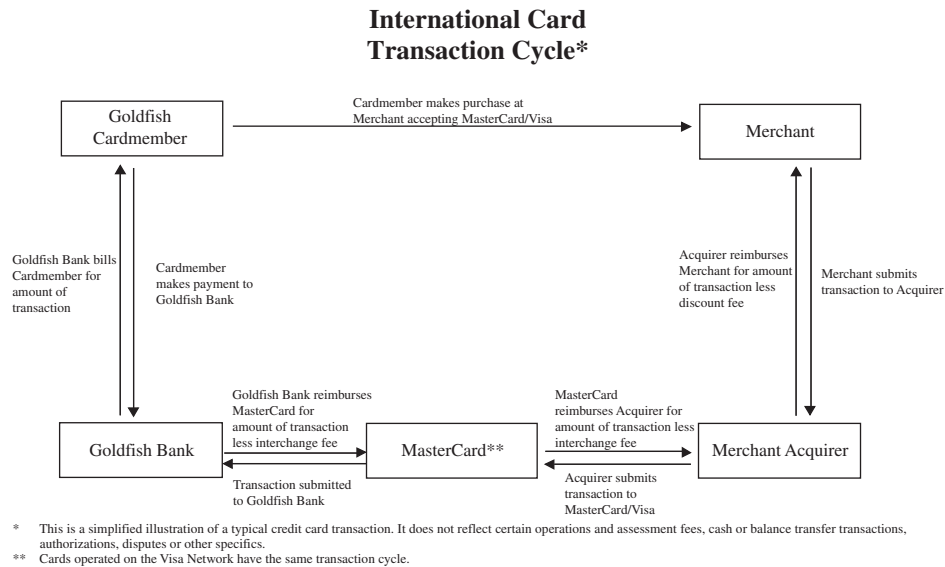 International Card
Transaction Cycle*
Cardmember makes purchase at
Merchant accepting MasterCard/Visa
Goldfish
Cardmember
Merchant
Goldfish Bank bills
Cardmember for
amount of
transaction
Cardmember
makes payment to
Goldfish Bank
Acquirer reimburses
Merchant for amount
of transaction less
discount fee
Merchant submits
transaction to Acquirer
Goldfish Bank reimburses
MasterCard for
amount of transaction
less interchange fee
MasterCard
reimburses Acquirer for
amount of transaction less
interchange fee
Goldfish Bank
MasterCard**
Merchant Acquirer
Transaction submitted
to Goldfish Bank
Acquirer submits
transaction to
MasterCard/Visa
* This is a simplified illustration of a typical credit card transaction. It does not reflect certain operations and assessment fees, cash or balance transfer transactions,
authorizations, disputes or other specifics.
** Cards operated on the Visa Network have the same transaction cycle.